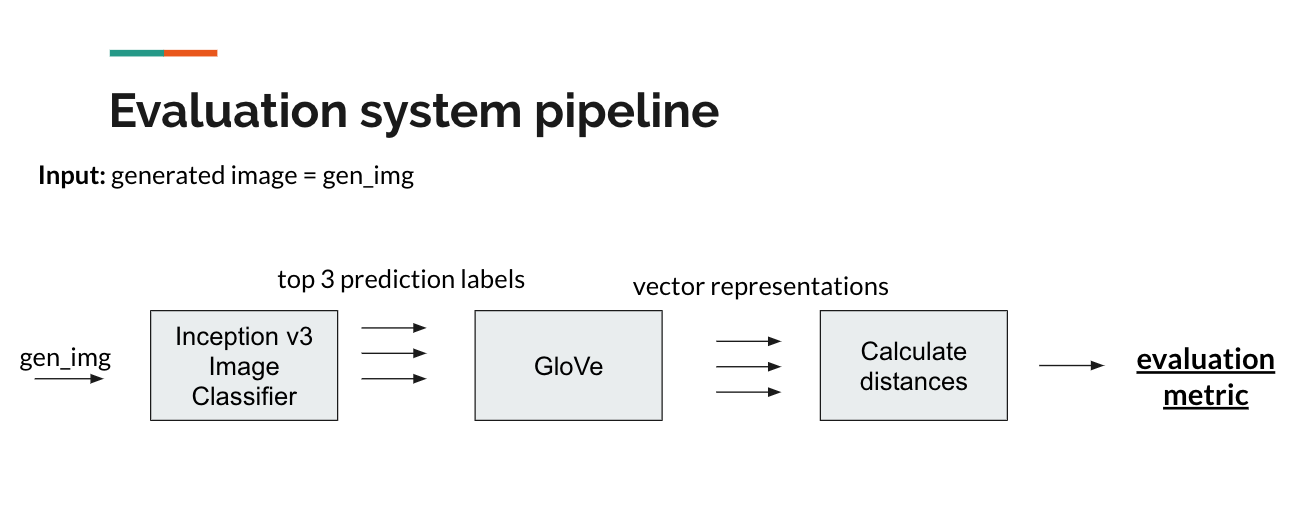 Evaluation system pipeline
Input: generated image = gen_img
top 3 prediction labels
vector representations
gen_img
Inception v3
Image
Classifier
GloVe
Calculate
distances
evaluation
metric